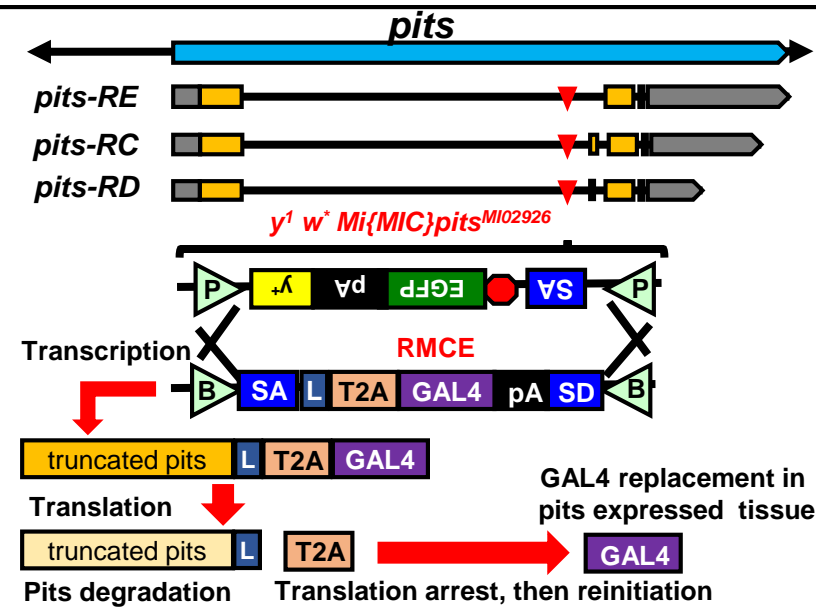 pits
pits-RE
pits-RC
pits-RD
y1 w* Mi{MIC}pitsMI02926
P y+ pA EGFP SA P
Transcription
RMCE
B SA L T2A GAL4 pA SD B
truncated pits L T2A GAL4
GAL4 replacement in
pits expressed tissue
Translation
truncated pits L T2A GAL4
Pits degradation
Translation arrest, then reinitiation